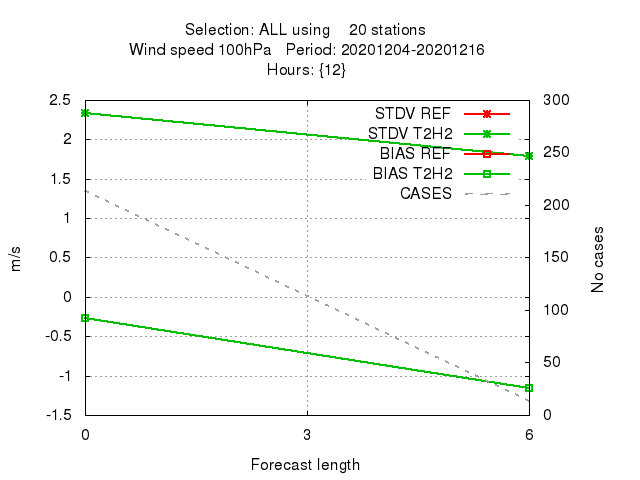 Selection: ALL using    20 stations
Wind speed 100hPa   Period: 20201204-20201216
Hours: {12}
2.5
2
1.5
1
0.5
0
-0.5
-1
-1.5
300
250
200
150
100
50
0
STDV REF
STDV T2H2
BIAS REF
BIAS T2H2
CASES
m/s
No cases
0
3
6
Forecast length